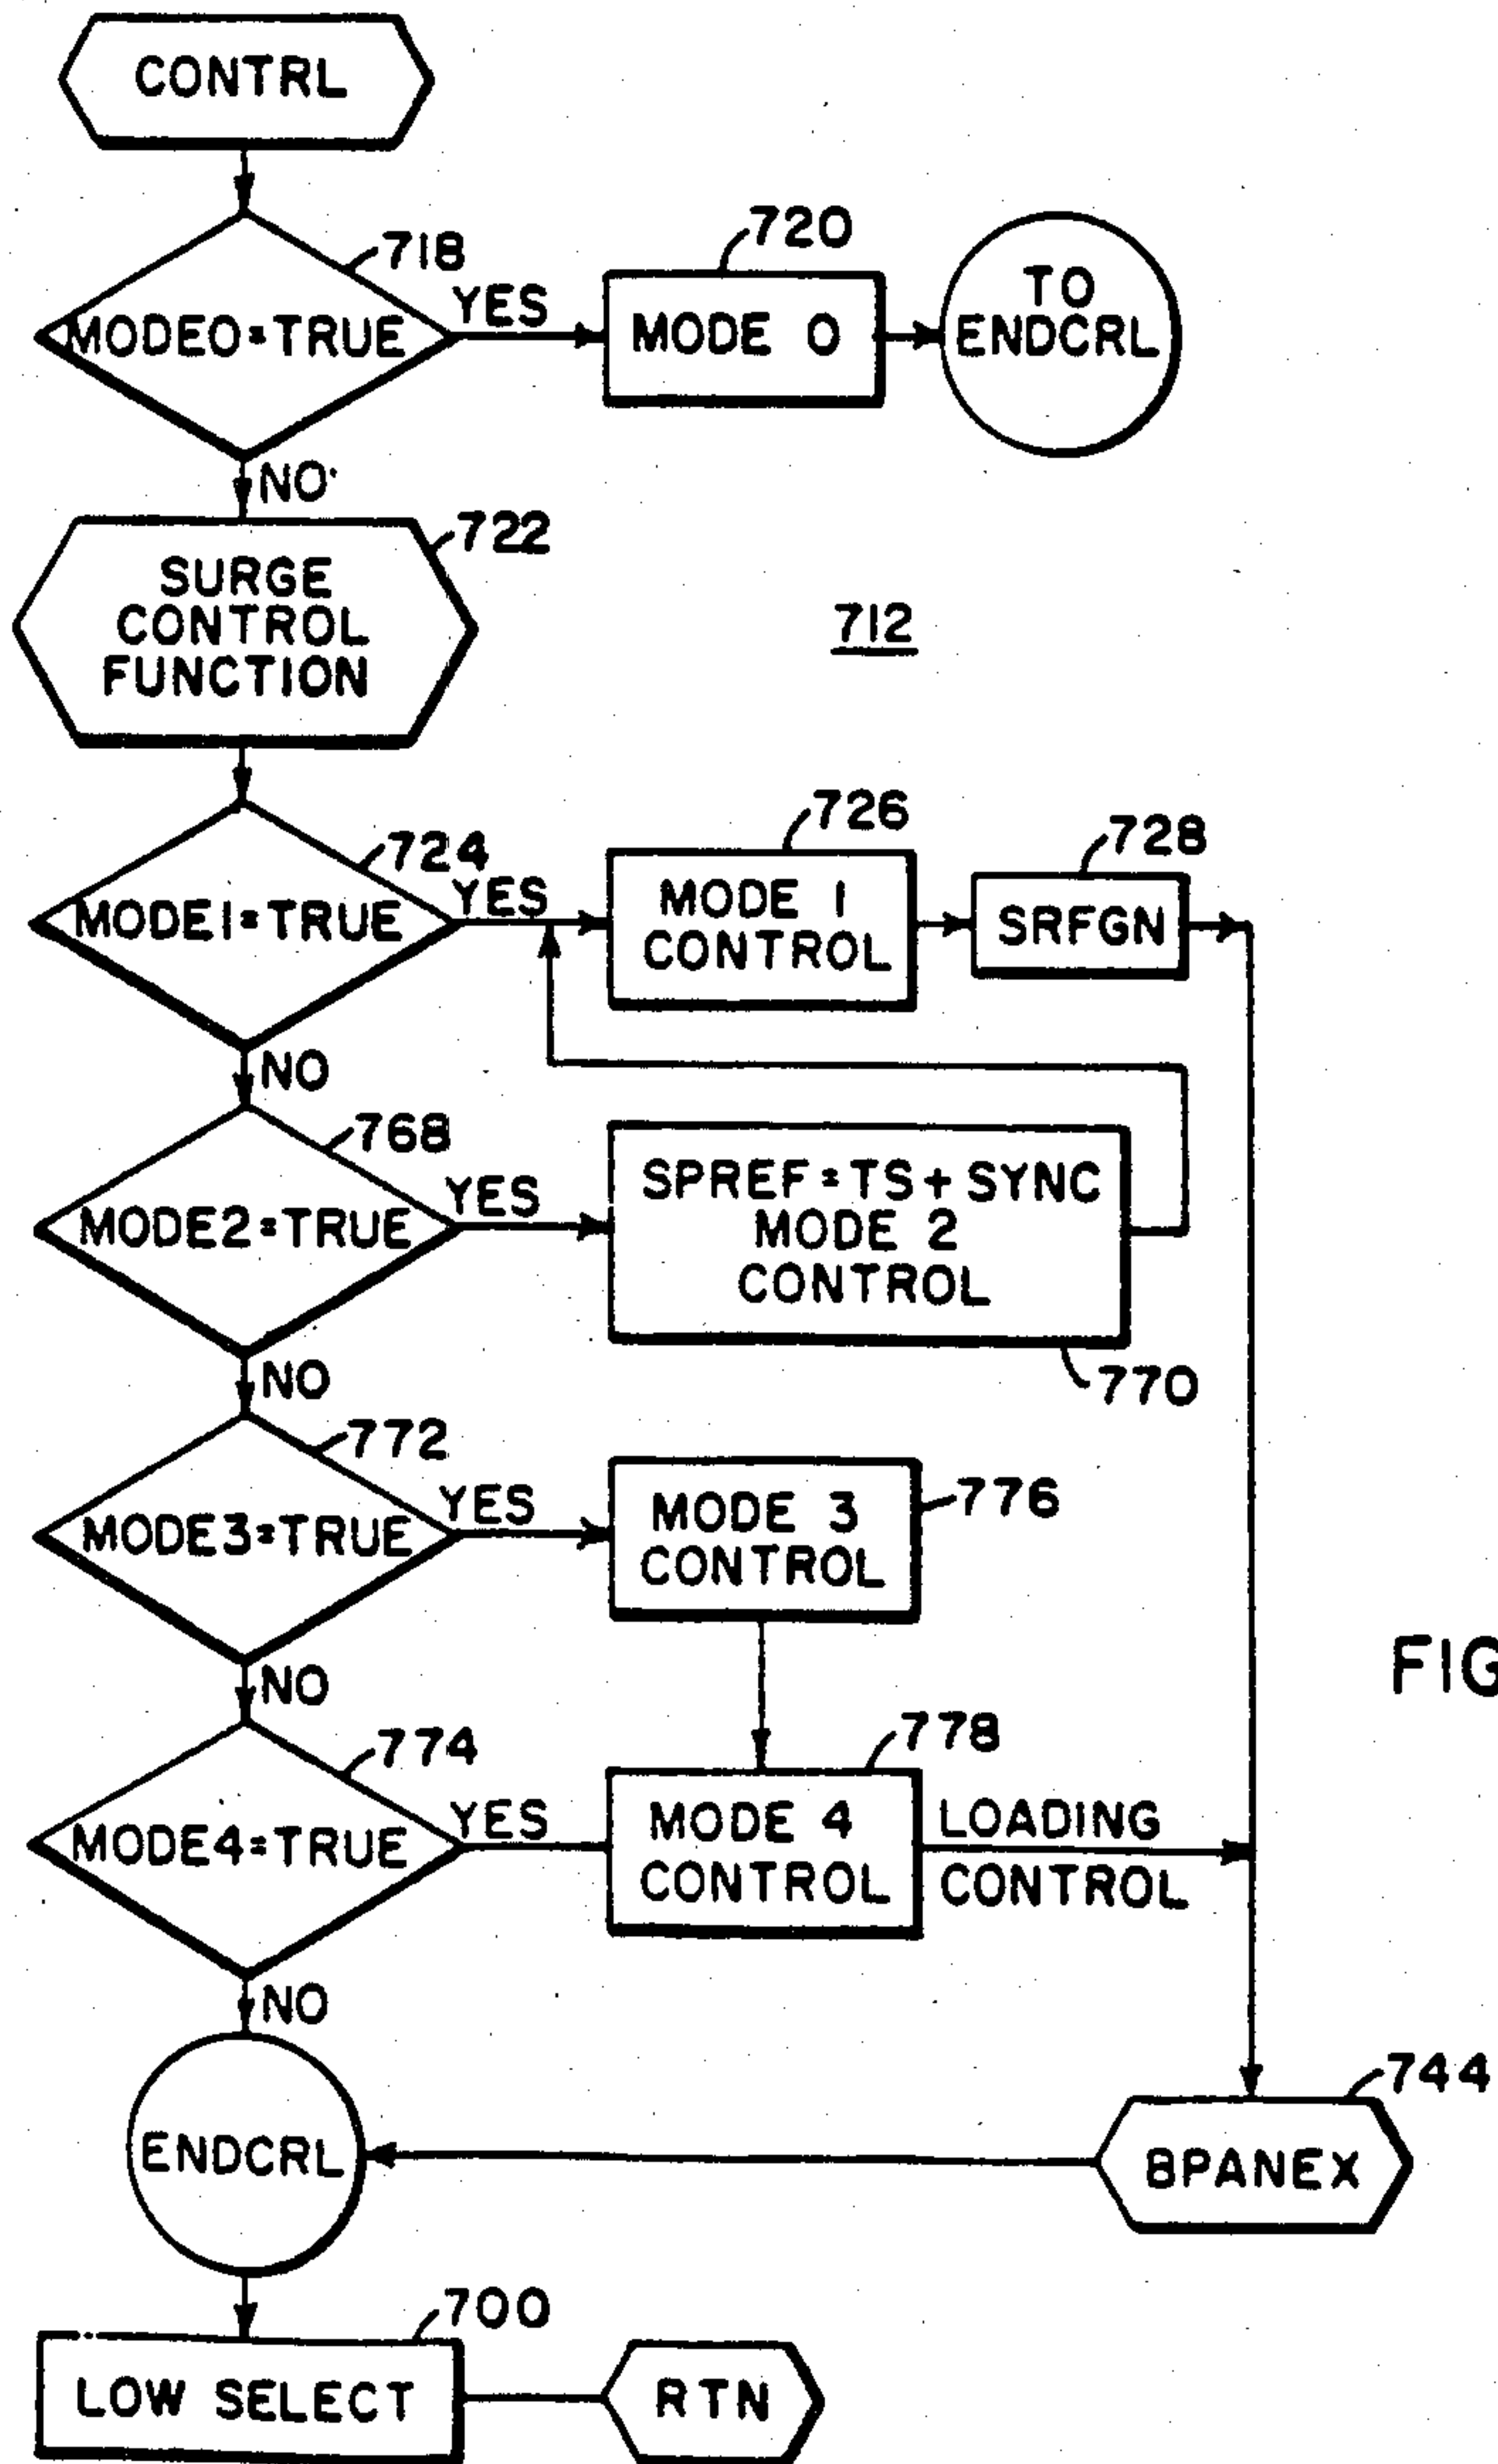 CONTRL
718
720
MODE0=TRUE
YES
MODE 0
TO
ENDCRL
NO
722
SURGE
CONTROL
FUNCTION
712
724
726
728
MODE1=TRUE
YES
MODE 1
CONTROL
SRFGN
NO
768
MODE2=TRUE
YES
SPREF=TS+SYNC
MODE 2
CONTROL
770
NO
772
MODE3=TRUE
YES
MODE 3
CONTROL
776
NO
FIG
774
778
MODE4=TRUE
YES
MODE 4
CONTROL
LOADING
CONTROL
NO
744
ENDCRL
BPANEX
700
LOW SELECT
RTN